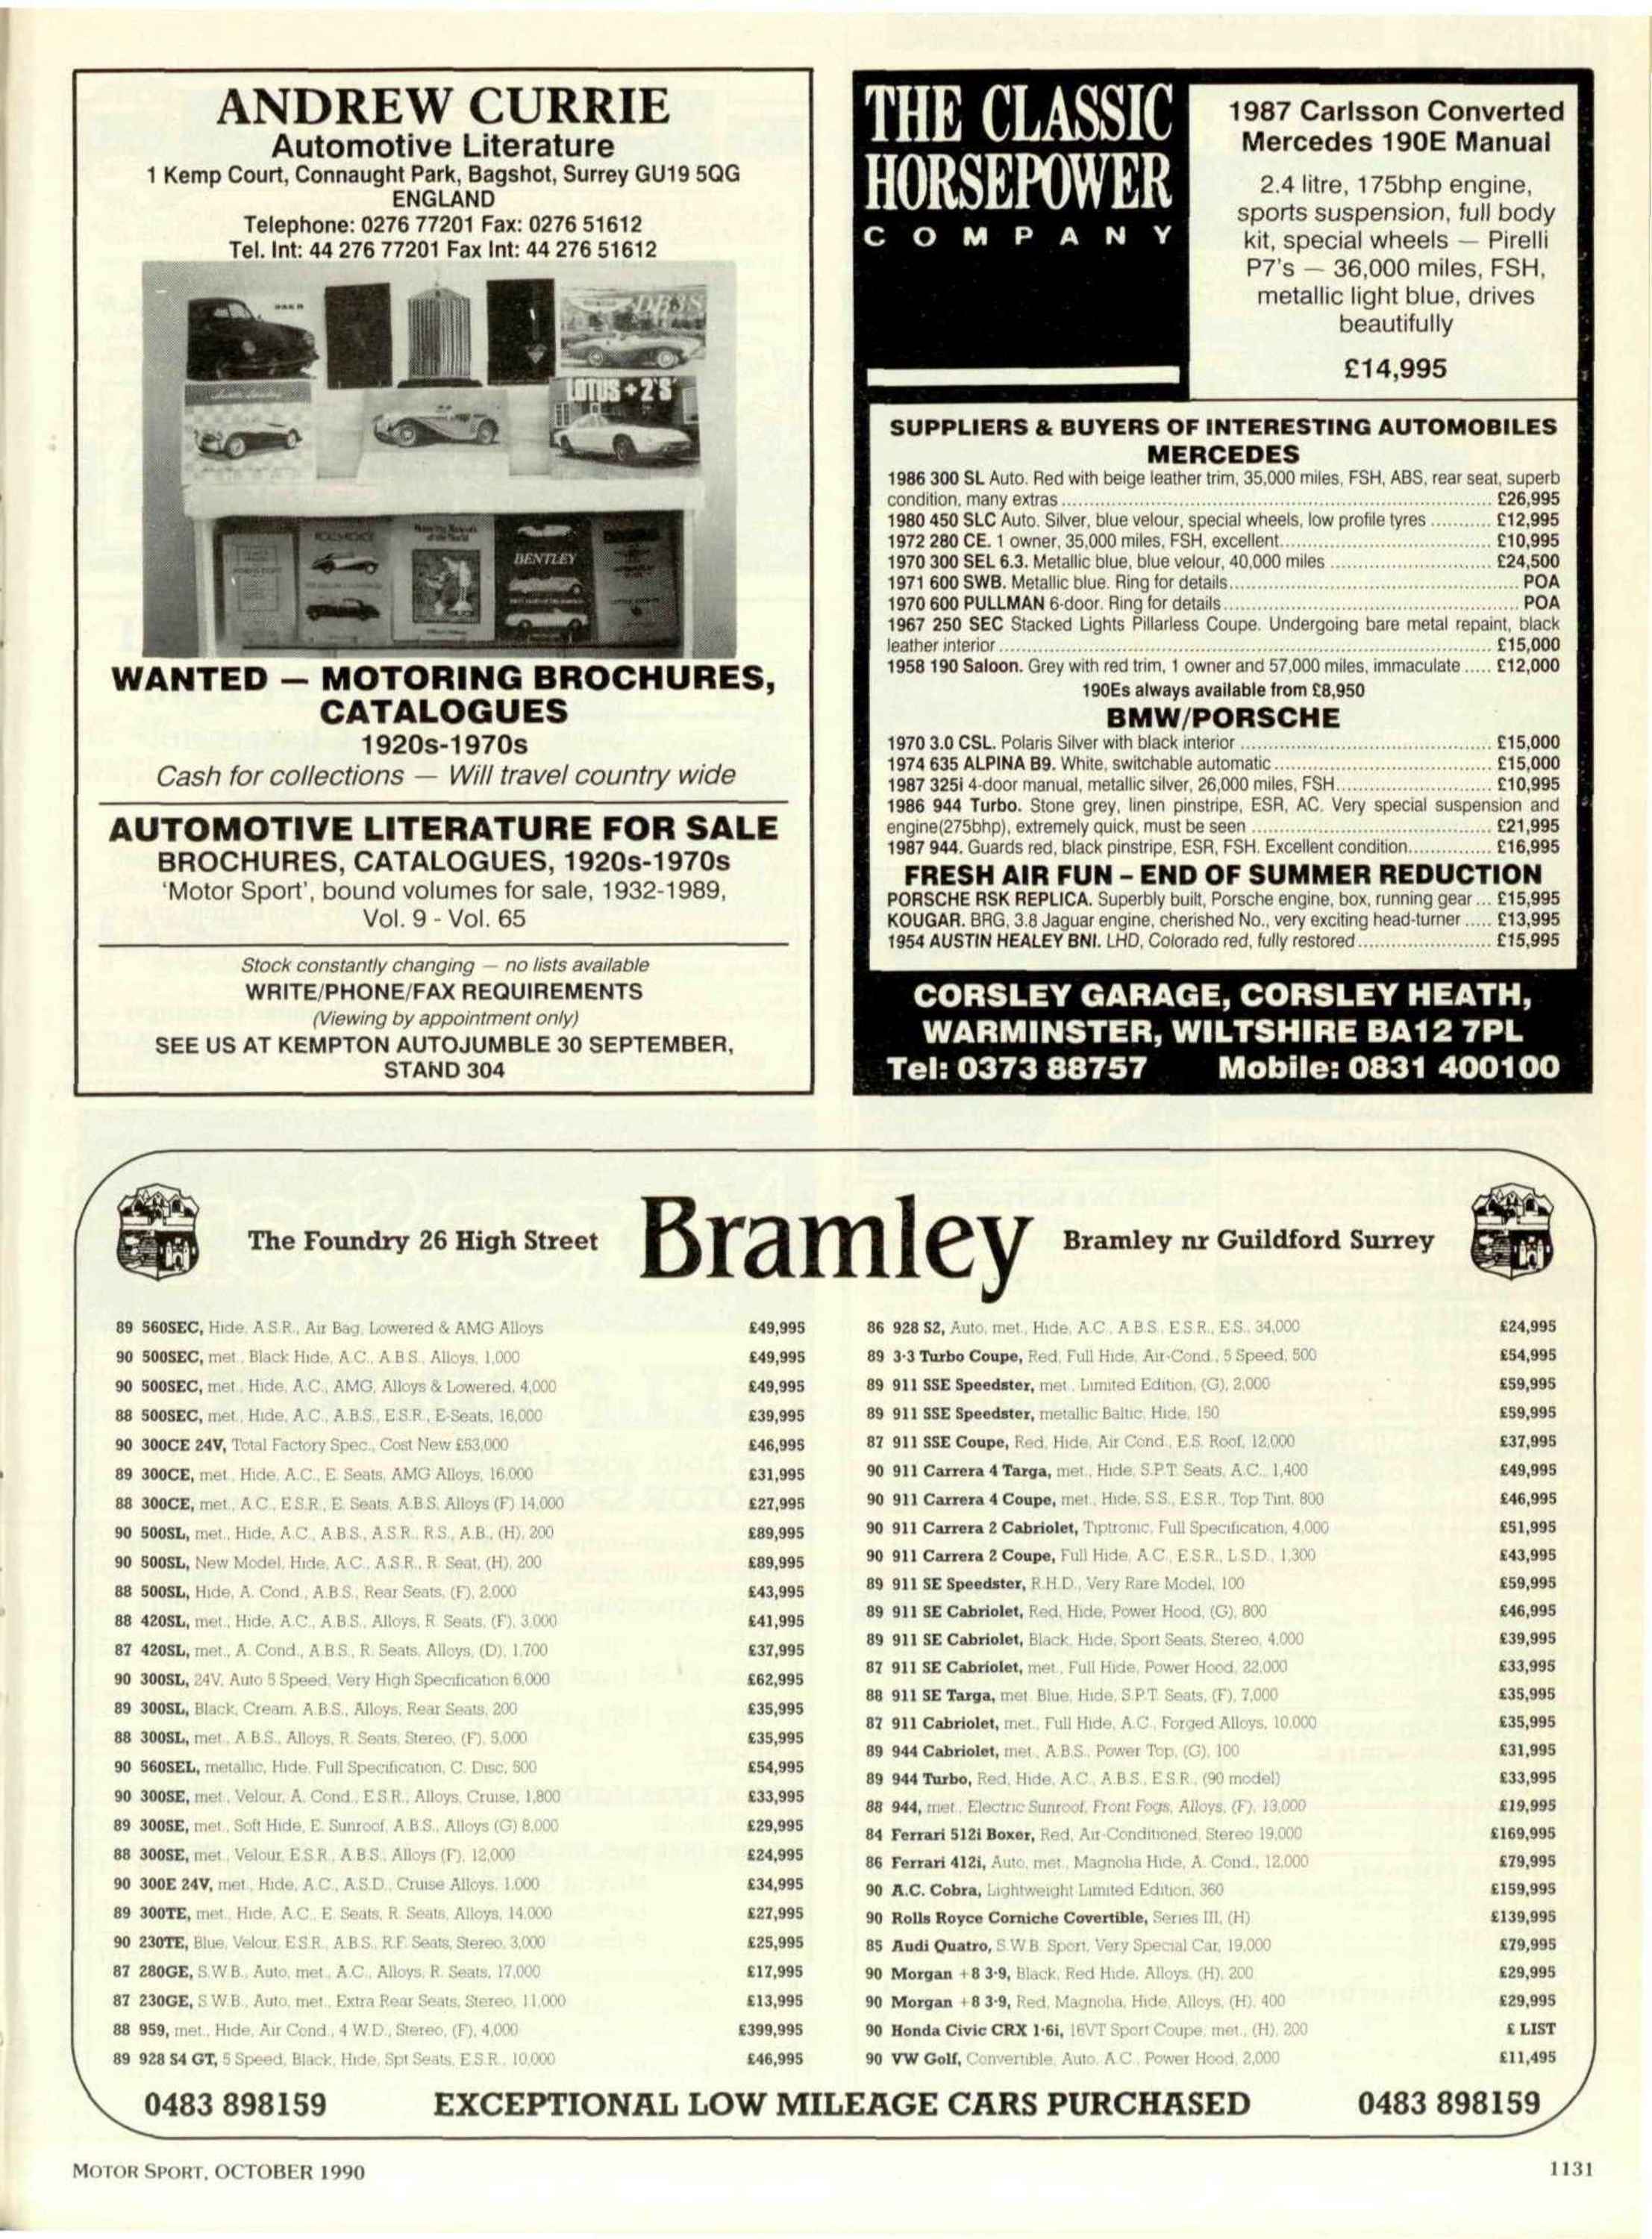 ANDREW CURRIE
Automotive Literature
1 Kemp Court, Connaught Park, Bagshot, Surrey GU19 5QG
ENGLAND
Telephone: 0276 77201 Fax: 0276 51612
Tel. Int: 44 276 77201 Fax Int: 44 276 51612
DB3S
LOTUS +2'S'
BENTLEY
WANTED — MOTORING BROCHURES,
CATALOGUES
1920s-1970s
Cash for collections — Will travel country wide
AUTOMOTIVE LITERATURE FOR SALE
BROCHURES, CATALOGUES, 1920s-1970s
'Motor Sport', bound volumes for sale, 1932-1989,
Vol. 9 - Vol. 65
Stock constantly changing — no lists available
WRITE/PHONE/FAX REQUIREMENTS
(Viewing by appointment only)
SEE US AT KEMPTON AUTOJUMBLE 30 SEPTEMBER,
STAND 304
THE CLASSIC
HORSEPOWER
COMPANY
1987 Carlsson Converted
Mercedes 190E Manual
2.4 litre, 175bhp engine,
sports suspension, full body
kit, special wheels — Pirelli
P7's — 36,000 miles, FSH,
metallic light blue, drives
beautifully
£14,995
SUPPLIERS & BUYERS OF INTERESTING AUTOMOBILES
MERCEDES
1986 300 SL Auto. Red with beige leather trim, 35,000 miles, FSH, ABS, rear seat, superb
condition, many extras ........ £26,995
1980 450 SLC Auto. Silver, blue velour, special wheels, low profile tyres ........ £12,995
1972 280 CE. 1 owner, 35,000 miles, FSH, excellent ........ £10,995
1970 300 SEL 6.3. Metallic blue, blue velour, 40,000 miles ........ £24,500
1971 600 SWB. Metallic blue. Ring for details ........ POA
1970 600 PULLMAN 6-door. Ring for details ........ POA
1967 250 SEC Stacked Lights Pillarless Coupe. Undergoing bare metal repaint, black
leather interior ........ £15,000
1958 190 Saloon. Grey with red trim, 1 owner and 57,000 miles, immaculate ..... £12,000
190Es always available from £8,950
BMW/PORSCHE
1970 3.0 CSL. Polaris Silver with black interior ........ £15,000
1974 635 ALPINA B9. White, switchable automatic ........ £15,000
1987 325i 4-door manual, metallic silver, 26,000 miles, FSH ........ £10,995
1986 944 Turbo. Stone grey, linen pinstripe, ESR, AC. Very special suspension and
engine(275bhp), extremely quick, must be seen ........ £21,995
1987 944. Guards red, black pinstripe, ESR, FSH. Excellent condition ........ £16,995
FRESH AIR FUN – END OF SUMMER REDUCTION
PORSCHE RSK REPLICA. Superbly built, Porsche engine, box, running gear ... £15,995
KOUGAR. BRG, 3.8 Jaguar engine, cherished No., very exciting head-turner ..... £13,995
1954 AUSTIN HEALEY BNI. LHD, Colorado red, fully restored ........ £15,995
CORSLEY GARAGE, CORSLEY HEATH,
WARMINSTER, WILTSHIRE BA12 7PL
Tel: 0373 88757 Mobile: 0831 400100
The Foundry 26 High Street Bramley Bramley nr Guildford Surrey
89 560SEC, Hide, A.S.R., Air Bag, Lowered & AMG Alloys £49,995
90 500SEC, met., Black Hide, A.C., A.B.S., Alloys, 1,000 £49,995
90 500SEC, met., Hide, A.C., AMG, Alloys & Lowered, 4,000 £49,995
88 500SEC, met., Hide, A.C., A.B.S., E.S.R., E-Seats, 16,000 £39,995
90 300CE 24V, Total Factory Spec., Cost New £53,000 £46,995
89 300CE, met., Hide, A.C., E. Seats, AMG Alloys, 16,000 £31,995
88 300CE, met., A.C., E.S.R., E. Seats, A.B.S. Alloys (F) 14,000 £27,995
90 500SL, met., Hide, A.C., A.B.S., A.S.R., R.S., A.B., (H), 200 £89,995
90 500SL, New Model, Hide, A.C., A.S.R., R. Seat, (H), 200 £89,995
88 500SL, Hide, A. Cond., A.B.S., Rear Seats, (F), 2,000 £43,995
88 420SL, met., Hide, A.C., A.B.S., Alloys, R. Seats, (F), 3,000 £41,995
87 420SL, met., A. Cond., A.B.S., R. Seats, Alloys, (D), 1,700 £37,995
90 300SL, 24V, Auto 5 Speed, Very High Specification 6,000 £62,995
89 300SL, Black, Cream, A.B.S., Alloys, Rear Seats, 200 £35,995
88 300SL, met., A.B.S., Alloys, R. Seats, Stereo, (F), 5,000 £35,995
90 560SEL, metallic, Hide, Full Specification, C. Disc, 500 £54,995
90 300SE, met., Velour, A. Cond., E.S.R., Alloys, Cruise, 1,800 £33,995
89 300SE, met., Soft Hide, E. Sunroof, A.B.S., Alloys (G) 8,000 £29,995
88 300SE, met., Velour, E.S.R., A.B.S., Alloys (F), 12,000 £24,995
90 300E 24V, met., Hide, A.C., A.S.D., Cruise Alloys, 1,000 £34,995
89 300TE, met., Hide, A.C., E. Seats, R. Seats, Alloys, 14,000 £27,995
90 230TE, Blue, Velour, E.S.R., A.B.S., R.F. Seats, Stereo, 3,000 £25,995
87 280GE, S.W.B., Auto, met., A.C., Alloys, R. Seats, 17,000 £17,995
87 230GE, S.W.B., Auto, met., Extra Rear Seats, Stereo, 11,000 £13,995
88 959, met., Hide, Air Cond., 4 W.D., Stereo, (F), 4,000 £399,995
89 928 S4 GT, 5 Speed, Black, Hide, Spt Seats, E.S.R., 10,000 £46,995
86 928 S2, Auto, met., Hide, A.C., A.B.S., E.S.R., E.S., 34,000 £24,995
89 3·3 Turbo Coupe, Red, Full Hide, Air-Cond., 5 Speed, 500 £54,995
89 911 SSE Speedster, met., Limited Edition, (G), 2,000 £59,995
89 911 SSE Speedster, metallic Baltic, Hide, 150 £59,995
87 911 SSE Coupe, Red, Hide, Air Cond., E.S. Roof, 12,000 £37,995
90 911 Carrera 4 Targa, met., Hide, S.P.T. Seats, A.C., 1,400 £49,995
90 911 Carrera 4 Coupe, met., Hide, S.S., E.S.R., Top Tint, 800 £46,995
90 911 Carrera 2 Cabriolet, Tiptronic, Full Specification, 4,000 £51,995
90 911 Carrera 2 Coupe, Full Hide, A.C., E.S.R., L.S.D., 1,300 £43,995
89 911 SE Speedster, R.H.D., Very Rare Model, 100 £59,995
89 911 SE Cabriolet, Red, Hide, Power Hood, (G), 800 £46,995
89 911 SE Cabriolet, Black, Hide, Sport Seats, Stereo, 4,000 £39,995
87 911 SE Cabriolet, met., Full Hide, Power Hood, 22,000 £33,995
88 911 SE Targa, met. Blue, Hide, S.P.T. Seats, (F), 7,000 £35,995
87 911 Cabriolet, met., Full Hide, A.C., Forged Alloys, 10,000 £35,995
89 944 Cabriolet, met., A.B.S., Power Top, (G), 100 £31,995
89 944 Turbo, Red, Hide, A.C., A.B.S., E.S.R., (90 model) £33,995
88 944, met., Electric Sunroof, Front Fogs, Alloys, (F), 13,000 £19,995
84 Ferrari 512i Boxer, Red, Air-Conditioned, Stereo 19,000 £169,995
86 Ferrari 412i, Auto, met., Magnolia Hide, A. Cond., 12,000 £79,995
90 A.C. Cobra, Lightweight Limited Edition, 360 £159,995
90 Rolls Royce Corniche Covertible, Series III, (H) £139,995
85 Audi Quatro, S.W.B. Sport, Very Special Car, 19,000 £79,995
90 Morgan +8 3·9, Black, Red Hide, Alloys, (H), 200 £29,995
90 Morgan +8 3·9, Red, Magnolia, Hide, Alloys, (H), 400 £29,995
90 Honda Civic CRX 1·6i, 16VT Sport Coupe, met., (H), 200 £ LIST
90 VW Golf, Convertible, Auto, A.C., Power Hood, 2,000 £11,495
0483 898159 EXCEPTIONAL LOW MILEAGE CARS PURCHASED 0483 898159
MOTOR SPORT, OCTOBER 1990 1131